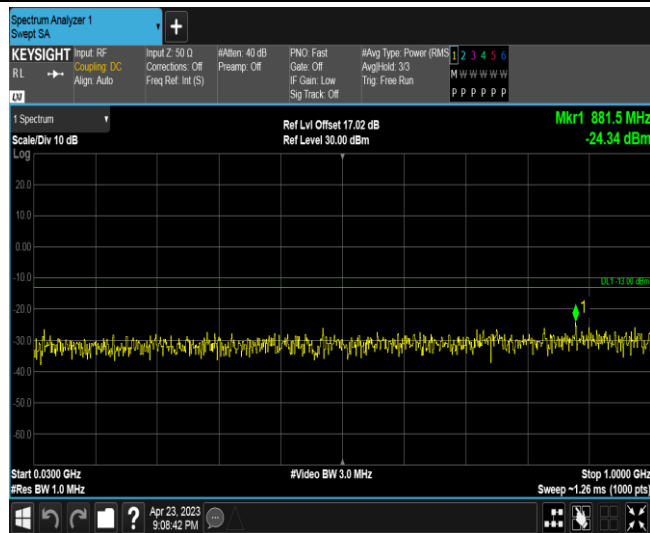 Spectrum Analyzer 1
Swept SA
+
KEYSIGHT
RL
LXI
Input: RF
Coupling: DC
Align: Auto
Input Z: 50 Ω
Corrections: Off
Freq Ref: Int (S)
#Atten: 40 dB
Preamp: Off
PNO: Fast
Gate: Off
IF Gain: Low
Sig Track: Off
#Avg Type: Power (RMS
Avg|Hold: 3/3
Trig: Free Run
1 2 3 4 5 6
M W W W W W
P P P P P P
1 Spectrum
Scale/Div 10 dB
Log
Ref Lvl Offset 17.02 dB
Ref Level 30.00 dBm
Mkr1 881.5 MHz
-24.34 dBm
20.0
10.0
0.00
-10.0
DL1 -13.00 dBm
-20.0
1
-30.0
-40.0
-50.0
-60.0
Start 0.0300 GHz
#Res BW 1.0 MHz
#Video BW 3.0 MHz
Stop 1.0000 GHz
Sweep ~1.26 ms (1000 pts)
?
Apr 23, 2023
9:08:42 PM